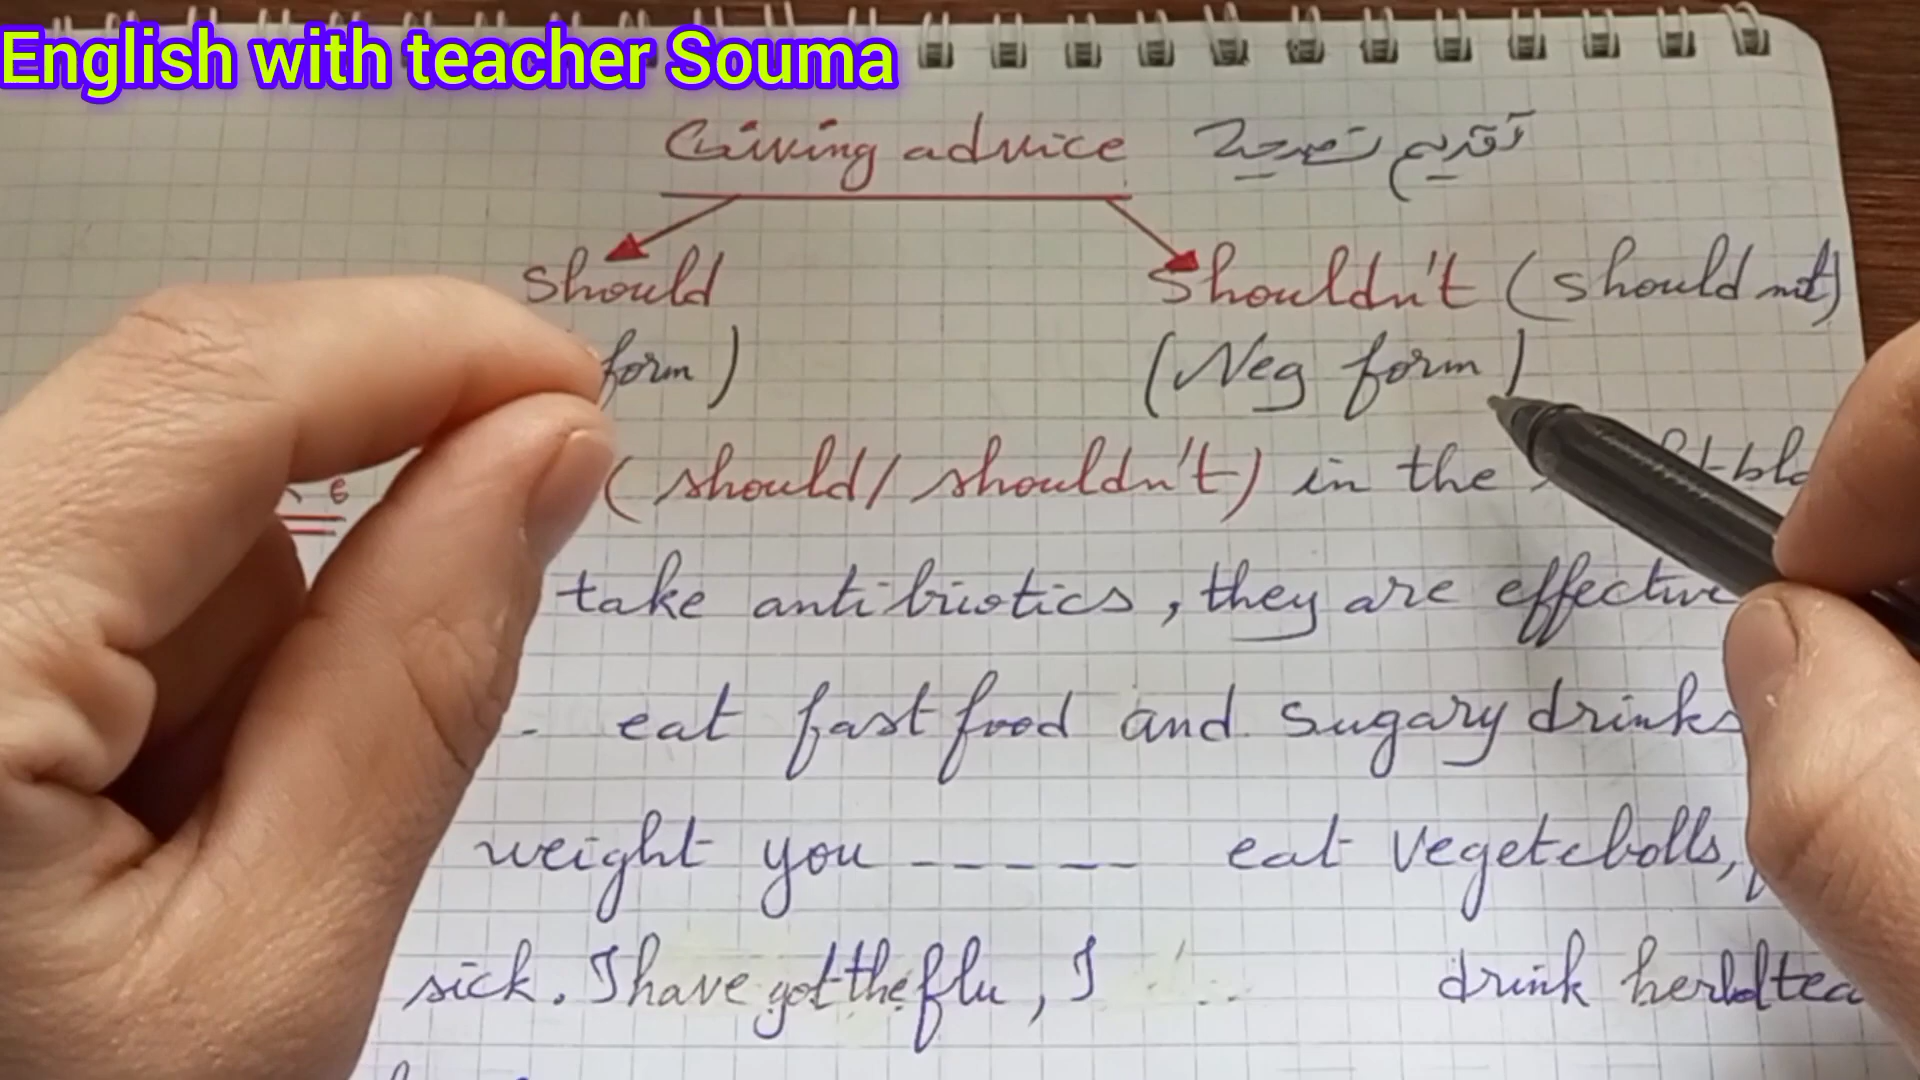 English with teacher Souma
Giving advice تقديم نصيحة
should shouldn't (should not)
form) (Neg form)
(should/ shouldn't) in the
take antibiotics, they are effective
- eat fast food and sugary drinks
weight you ----- eat vegetebolls,
sick. I have got the flu, I drink herbal tea